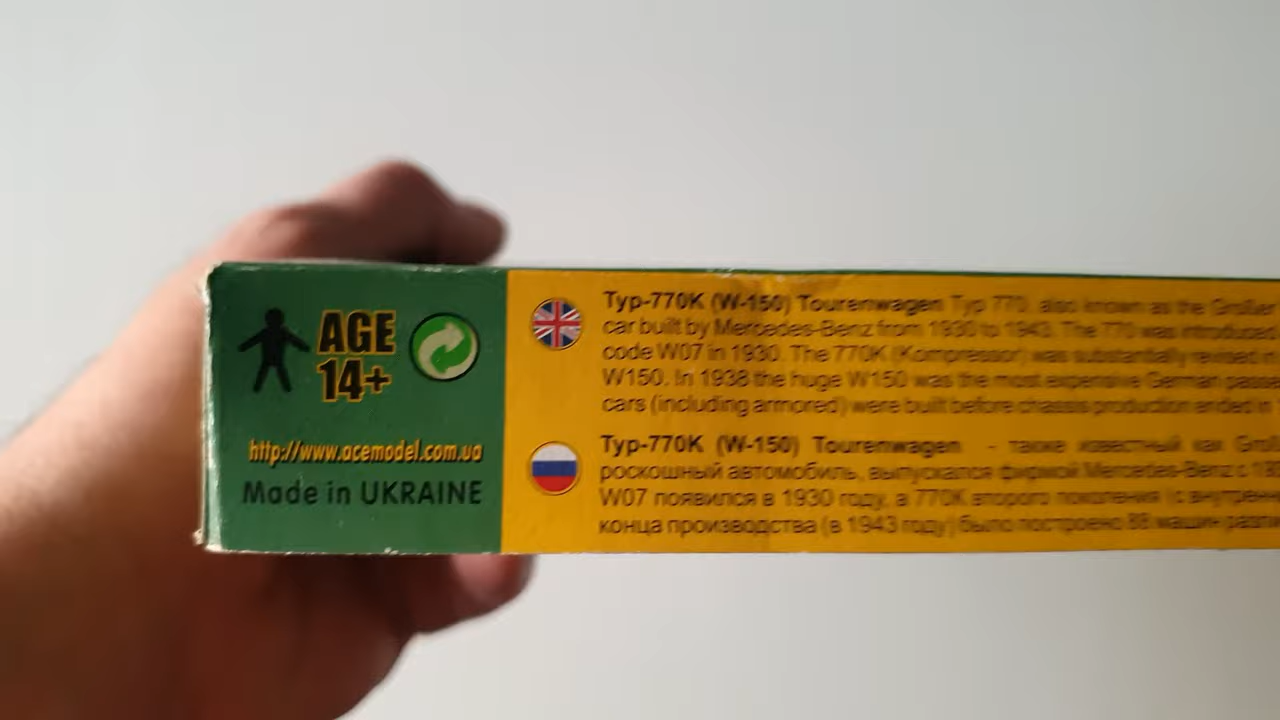 AGE
14+
http://www.acemodel.com.ua
Made in UKRAINE
Typ-770K (W-150) Tourenwagen Typ 770, also known as the Großer
car built by Mercedes-Benz from 1930 to 1943. The 770 was introduced
code W07 in 1930. The 770K (Kompressor) was substantially revised in
W150. In 1938 the huge W150 was the most expensive German
cars (including armored) were built before chassis production ended in
Typ-770K (W-150) Tourenwagen - также известный как
роскошный автомобиль, выпускался фирмой Mercedes-Benz с
W07 появился в 1930 году, а 770K второго поколения (с
конца производства (в 1943 году) было построено 88 машин